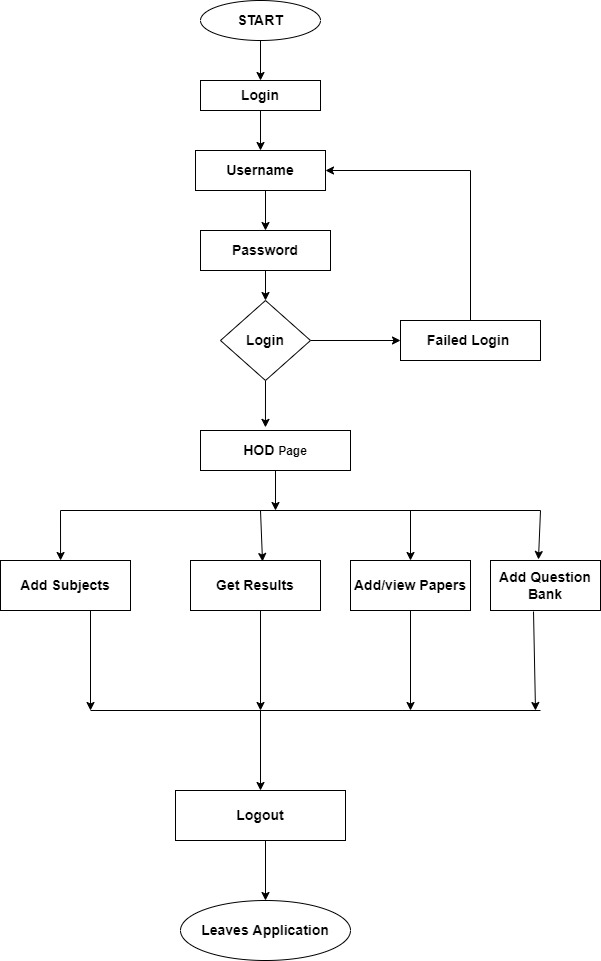 START
Login
Username
Password
Login
Failed Login
HOD Page
Add Subjects
Get Results
Add/view Papers
Add Question
Bank
Logout
Leaves Application